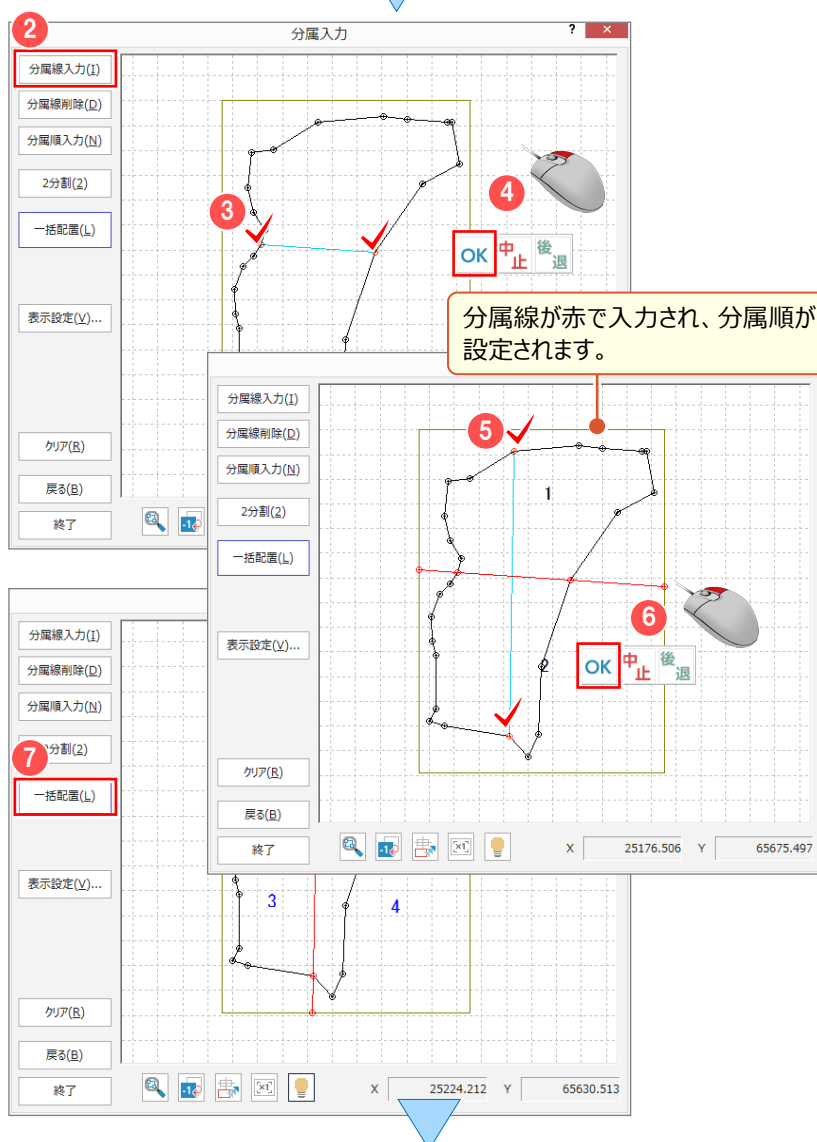 2
分属入力
?
×
分属線入力(I)
分属線削除(D)
分属順入力(N)
2分割(2)
一括配置(L)
表示設定(V)...
クリア(R)
戻る(B)
終了
3
4
OK 中止 後退
分属線が赤で入力され、分属順が
設定されます。
分属線入力(I)
分属線削除(D)
分属順入力(N)
2分割(2)
一括配置(L)
表示設定(V)...
クリア(R)
戻る(B)
終了
5
1
2
6
OK 中止 後退
X 25176.506 Y 65675.497
分属線入力(I)
分属線削除(D)
分属順入力(N)
分割(2)
7
一括配置(L)
表示設定(V)...
クリア(R)
戻る(B)
終了
3
4
X 25224.212 Y 65630.513